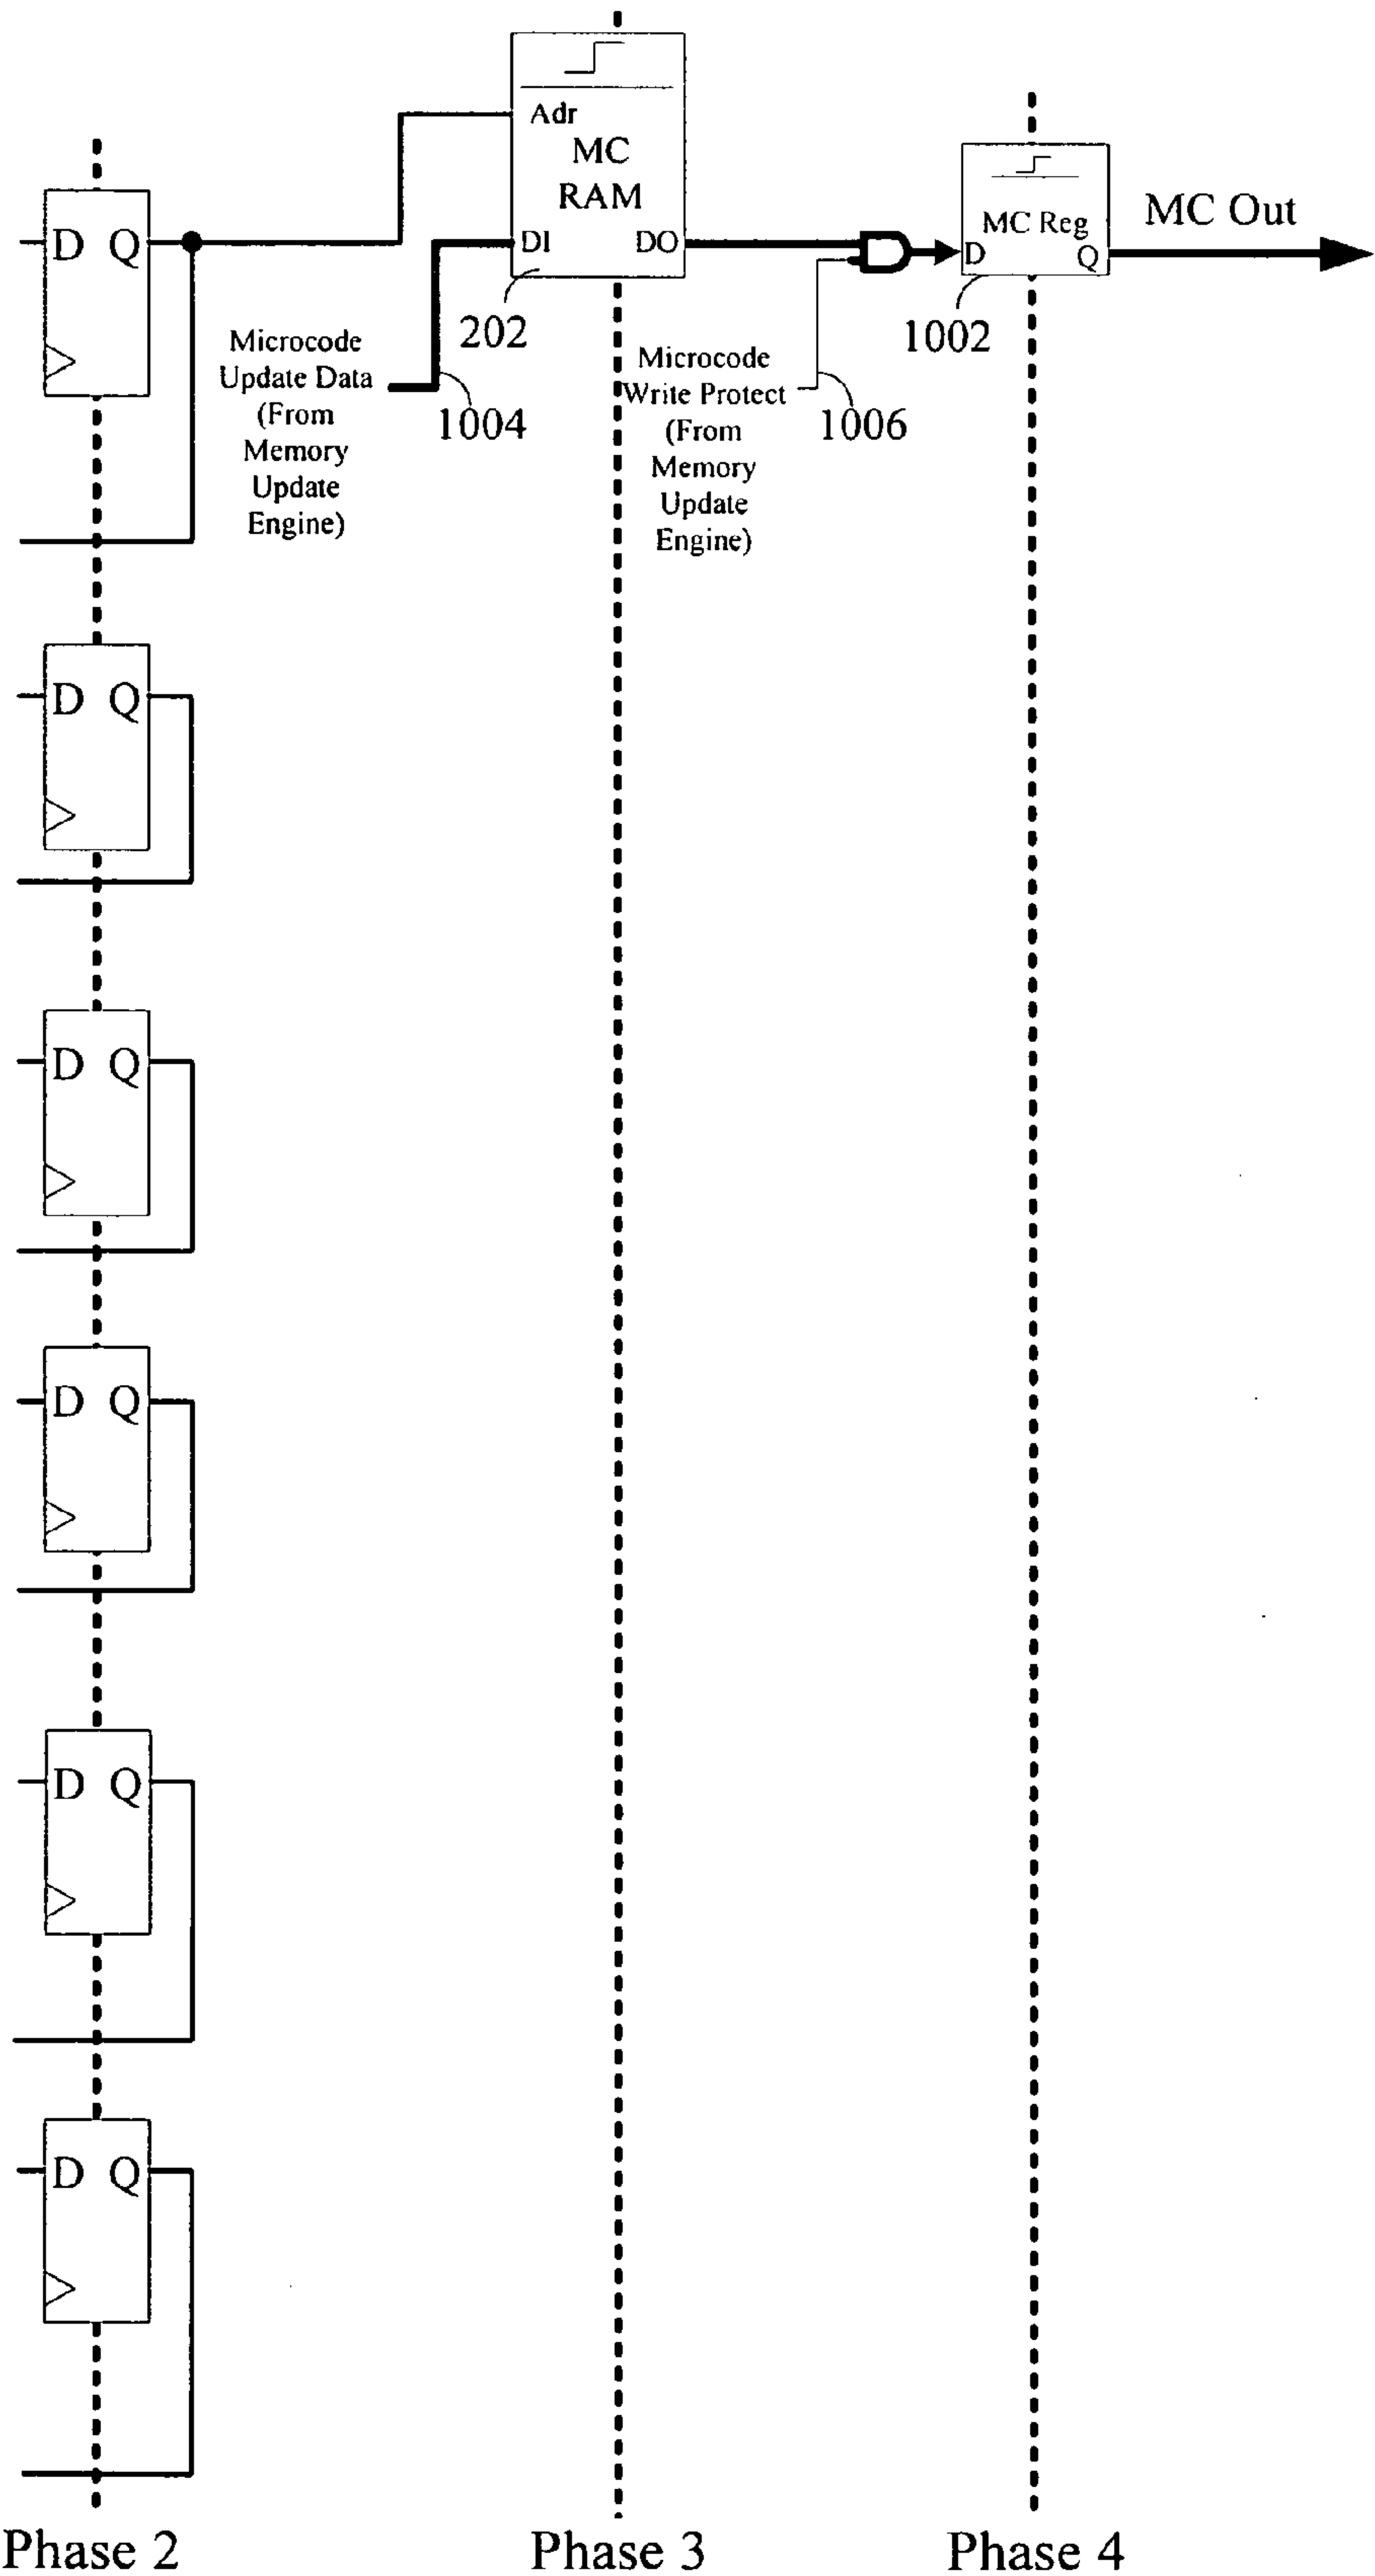 Adr
MC
RAM
DI DO
202
D Q
MC Reg
D Q
1002
MC Out
Microcode
Update Data
(From
Memory
Update
Engine)
1004
Microcode
Write Protect
(From
Memory
Update
Engine)
1006
D Q
D Q
D Q
D Q
D Q
Phase 2 Phase 3 Phase 4